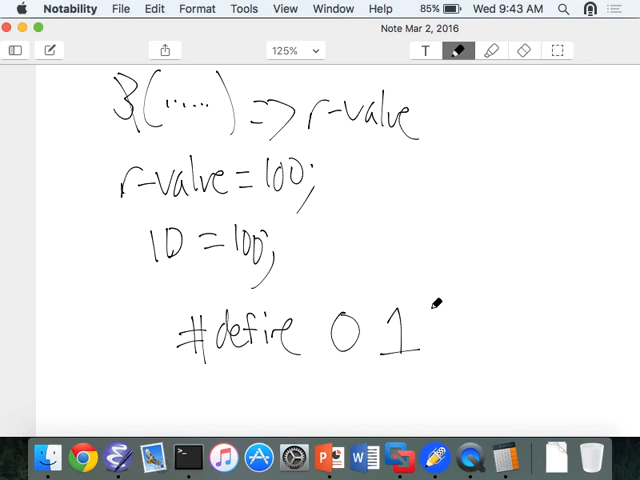 Notability File Edit Format Tools View Window Help 85% Wed 9:43 AM
Note Mar 2, 2016
125% T
(......) => r-value
r-value = 100;
10 = 100;
#define 0 1